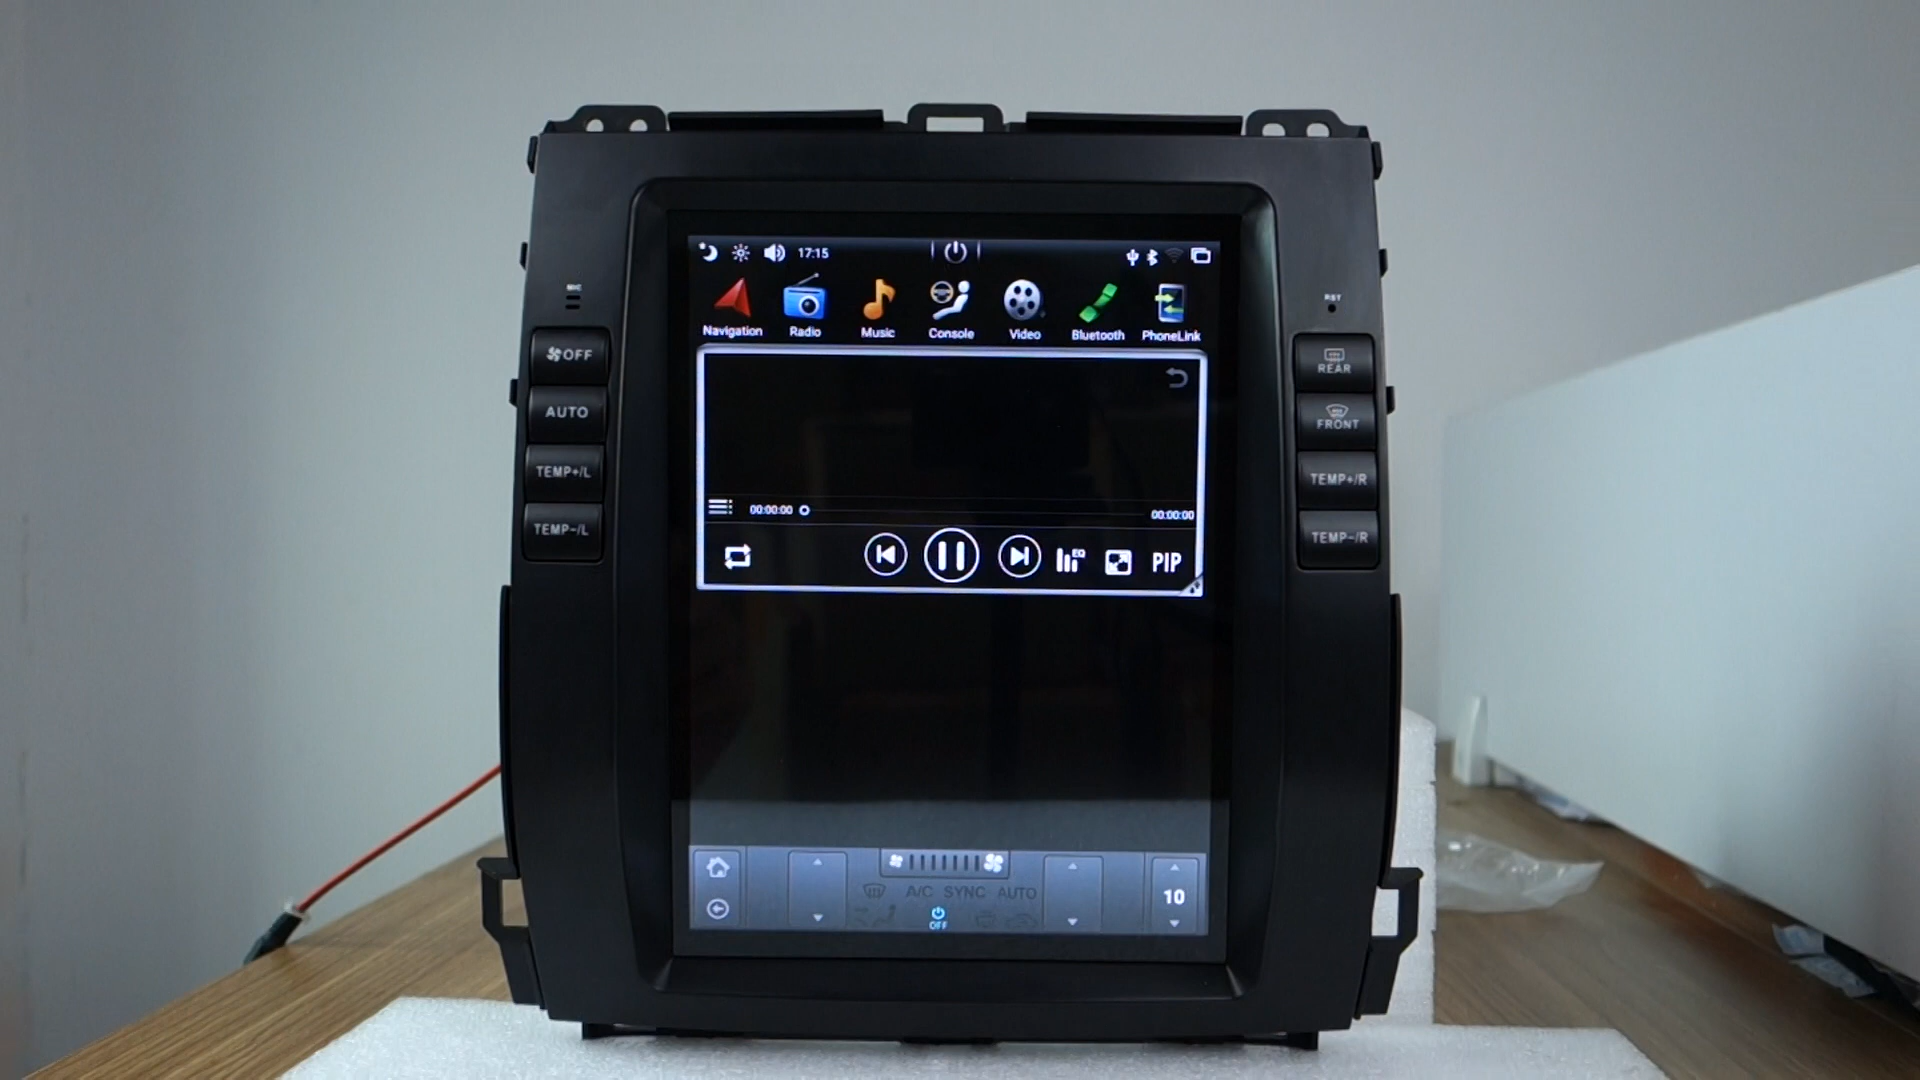 17:15
Navigation Radio Music Console Video Bluetooth PhoneLink
MIC
RST
OFF
AUTO
TEMP+/L
TEMP-/L
REAR
FRONT
TEMP+/R
TEMP-/R
00:00:00
00:00:00
EQ
PIP
A/C SYNC AUTO
OFF
10